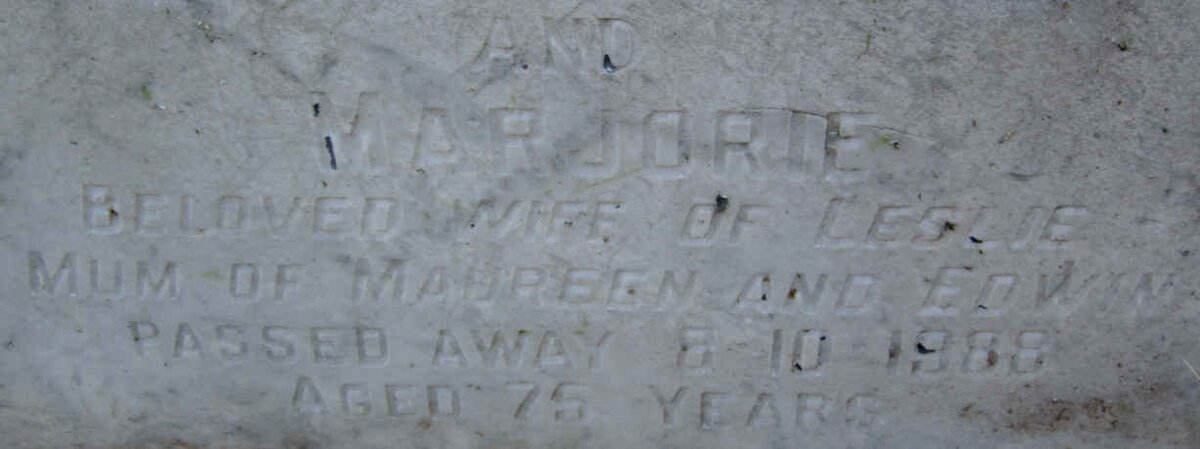 AND
MARJORIE
BELOVED WIFE OF LESLIE
MUM OF MAUREEN AND EDWIN
PASSED AWAY 8 10 1988
AGED 75 YEARS